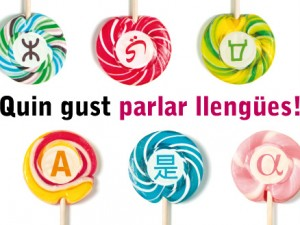 ⵣ
Quin gust parlar llengües!
A 是 α